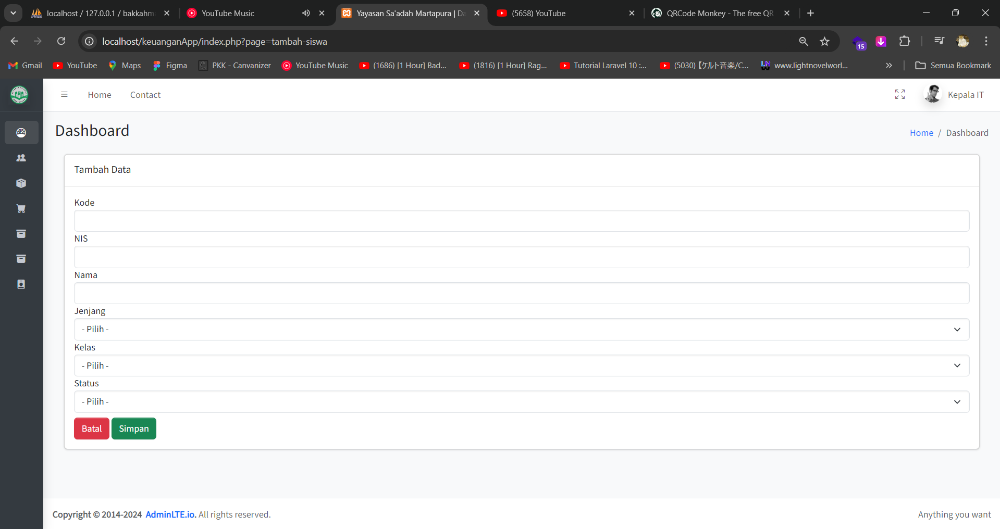 localhost / 127.0.0.1 / bakkahm
YouTube Music
Yayasan Sa'adah Martapura | Da
(5658) YouTube
QRCode Monkey - The free QR
localhost/keuanganApp/index.php?page=tambah-siswa
15
Gmail
YouTube
Maps
Figma
PKK - Canvanizer
YouTube Music
(1686) [1 Hour] Bad...
(1816) [1 Hour] Rag...
Tutorial Laravel 10 :...
(5030)【ケルト音楽/C...
www.lightnovelworl...
Semua Bookmark
Home
Contact
Kepala IT
Dashboard
Home / Dashboard
Tambah Data
Kode
NIS
Nama
Jenjang
- Pilih -
Kelas
- Pilih -
Status
- Pilih -
Batal
Simpan
Copyright © 2014-2024 AdminLTE.io. All rights reserved.
Anything you want